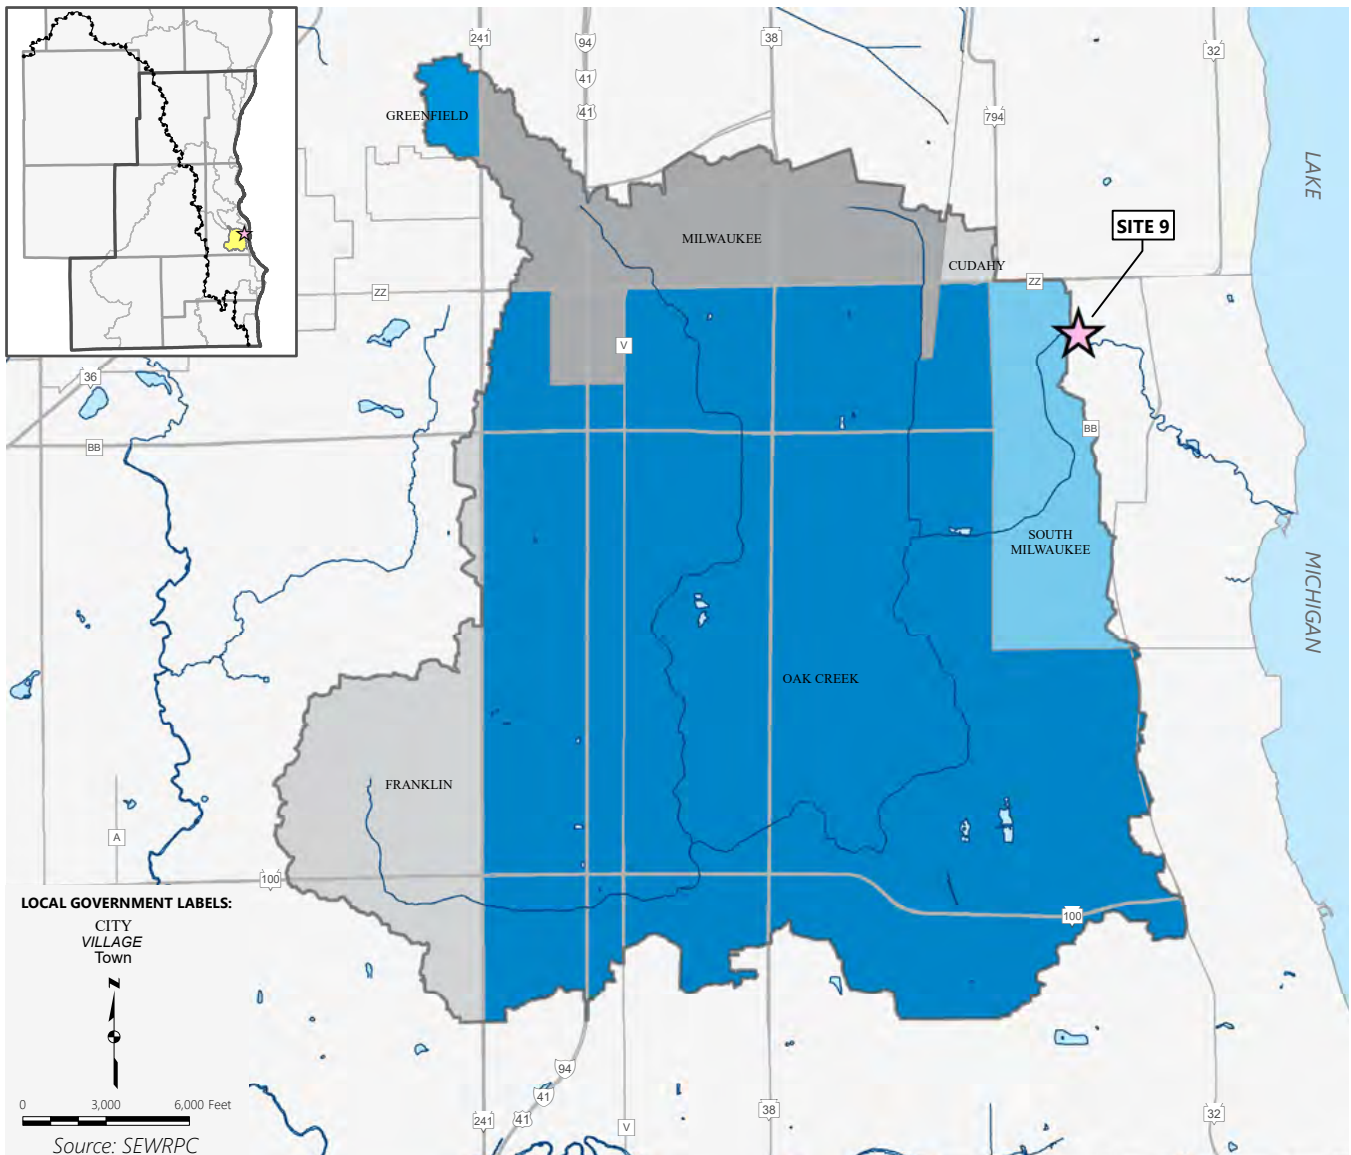 241
94
38
32
41
GREENFIELD
41
794
LAKE
SITE 9
MILWAUKEE
CUDAHY
ZZ
ZZ
V
36
BB
BB
SOUTH
MILWAUKEE
MICHIGAN
OAK CREEK
FRANKLIN
A
100
100
LOCAL GOVERNMENT LABELS:
CITY
VILLAGE
Town
N
0 3,000 6,000 Feet
Source: SEWRPC
94
41
41
241
V
38
32